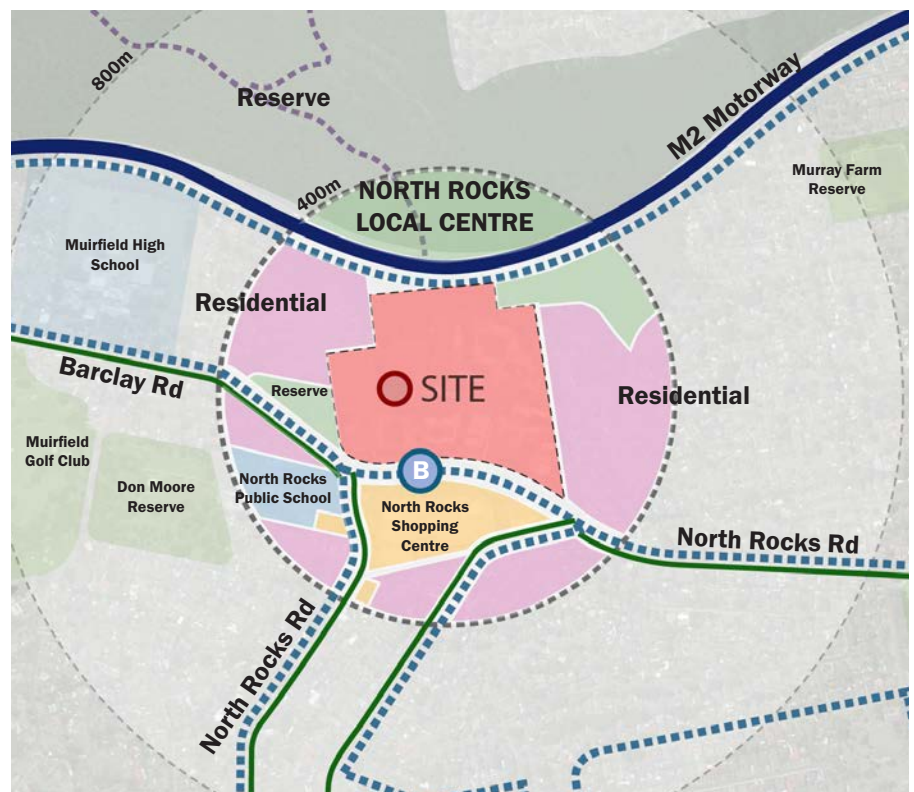 800m
Reserve
M2 Motorway
400m
NORTH ROCKS
LOCAL CENTRE
Murray Farm
Reserve
Muirfield High
School
Residential
Barclay Rd
Reserve
SITE
Residential
Muirfield
Golf Club
Don Moore
Reserve
North Rocks
Public School
B
North Rocks
Shopping
Centre
North Rocks Rd
North Rocks Rd